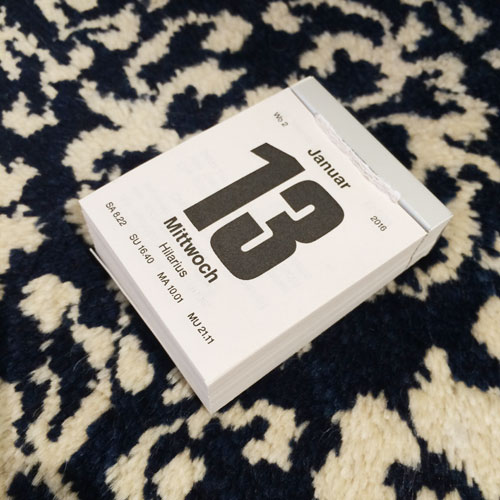 Wo 2
Januar
2016
13
Mittwoch
Hilarius
SA 8.22 SU 16.40 MA 10.01 MU 21.11